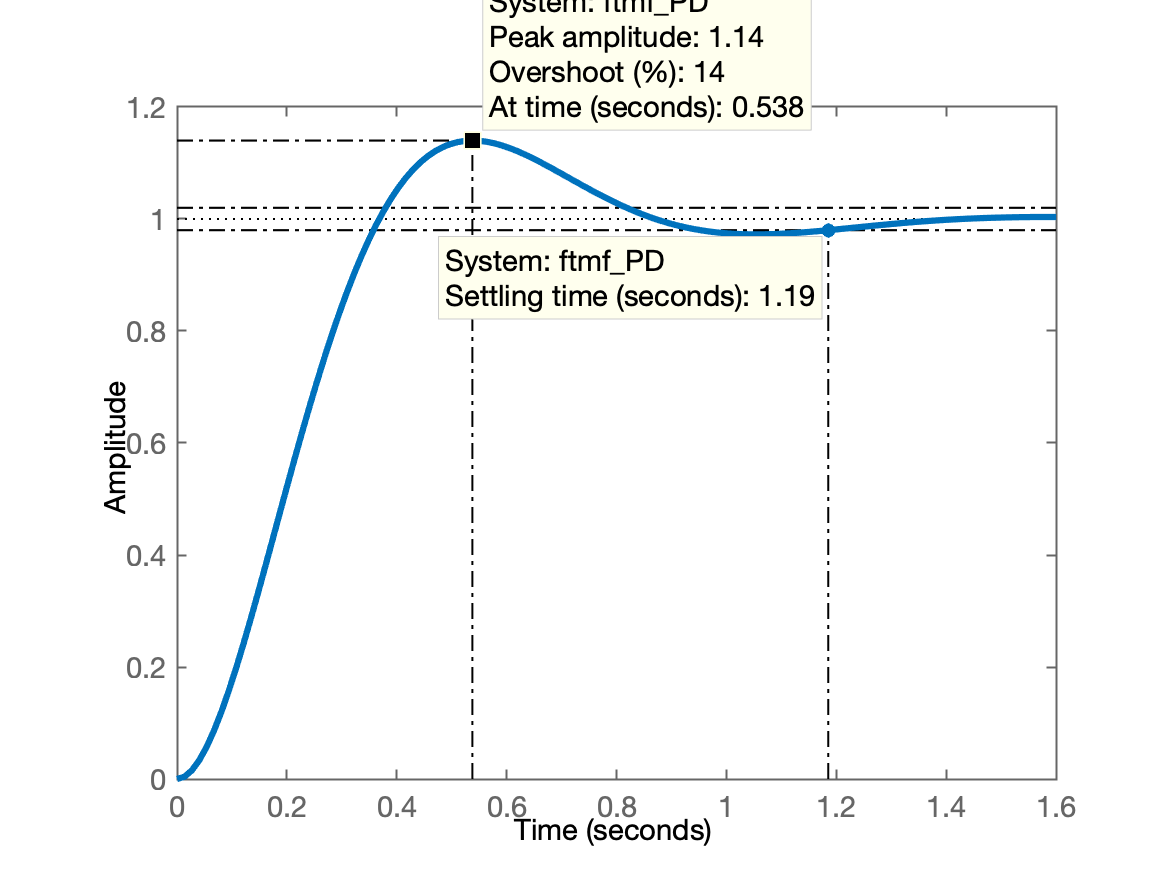 System: ftmf_PD
Peak amplitude: 1.14
Overshoot (%): 14
At time (seconds): 0.538
1.2
1
System: ftmf_PD
Settling time (seconds): 1.19
0.8
0.6
Amplitude
0.4
0.2
0
0 0.2 0.4 0.6 0.8 1 1.2 1.4 1.6
Time (seconds)